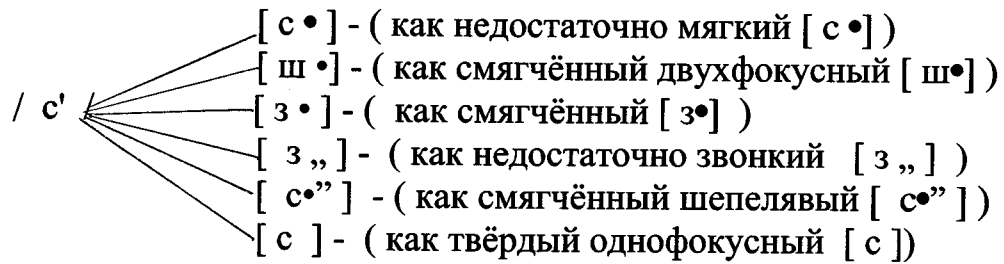 [ с • ] - ( как недостаточно мягкий [ с •] )
[ ш •] - ( как смягчённый двухфокусный [ ш•] )
/ с' / [ з • ] - ( как смягчённый [ з•] )
[ з „ ] - ( как недостаточно звонкий [ з „ ] )
[ с•” ] - ( как смягчённый шепелявый [ с•” ] )
[ с ] - ( как твёрдый однофокусный [ с ])